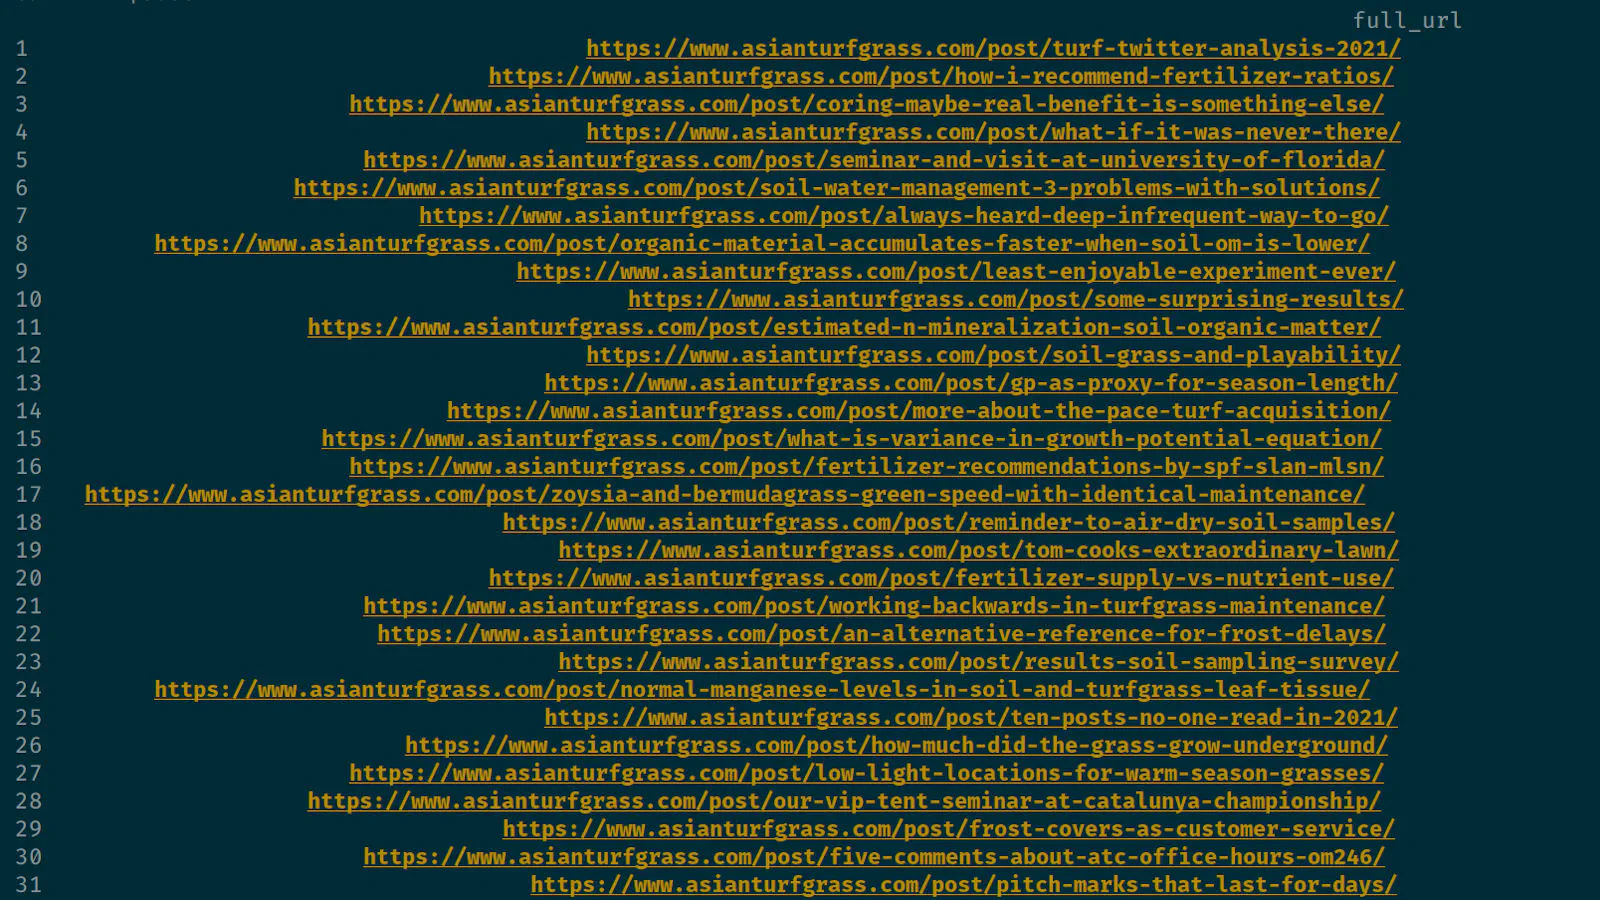 full_url
1 https://www.asianturfgrass.com/post/turf-twitter-analysis-2021/
2 https://www.asianturfgrass.com/post/how-i-recommend-fertilizer-ratios/
3 https://www.asianturfgrass.com/post/coring-maybe-real-benefit-is-something-else/
4 https://www.asianturfgrass.com/post/what-if-it-was-never-there/
5 https://www.asianturfgrass.com/post/seminar-and-visit-at-university-of-florida/
6 https://www.asianturfgrass.com/post/soil-water-management-3-problems-with-solutions/
7 https://www.asianturfgrass.com/post/always-heard-deep-infrequent-way-to-go/
8 https://www.asianturfgrass.com/post/organic-material-accumulates-faster-when-soil-om-is-lower/
9 https://www.asianturfgrass.com/post/least-enjoyable-experiment-ever/
10 https://www.asianturfgrass.com/post/some-surprising-results/
11 https://www.asianturfgrass.com/post/estimated-n-mineralization-soil-organic-matter/
12 https://www.asianturfgrass.com/post/soil-grass-and-playability/
13 https://www.asianturfgrass.com/post/gp-as-proxy-for-season-length/
14 https://www.asianturfgrass.com/post/more-about-the-pace-turf-acquisition/
15 https://www.asianturfgrass.com/post/what-is-variance-in-growth-potential-equation/
16 https://www.asianturfgrass.com/post/fertilizer-recommendations-by-spf-slan-mlsn/
17 https://www.asianturfgrass.com/post/zoysia-and-bermudagrass-green-speed-with-identical-maintenance/
18 https://www.asianturfgrass.com/post/reminder-to-air-dry-soil-samples/
19 https://www.asianturfgrass.com/post/tom-cooks-extraordinary-lawn/
20 https://www.asianturfgrass.com/post/fertilizer-supply-vs-nutrient-use/
21 https://www.asianturfgrass.com/post/working-backwards-in-turfgrass-maintenance/
22 https://www.asianturfgrass.com/post/an-alternative-reference-for-frost-delays/
23 https://www.asianturfgrass.com/post/results-soil-sampling-survey/
24 https://www.asianturfgrass.com/post/normal-manganese-levels-in-soil-and-turfgrass-leaf-tissue/
25 https://www.asianturfgrass.com/post/ten-posts-no-one-read-in-2021/
26 https://www.asianturfgrass.com/post/how-much-did-the-grass-grow-underground/
27 https://www.asianturfgrass.com/post/low-light-locations-for-warm-season-grasses/
28 https://www.asianturfgrass.com/post/our-vip-tent-seminar-at-catalunya-championship/
29 https://www.asianturfgrass.com/post/frost-covers-as-customer-service/
30 https://www.asianturfgrass.com/post/five-comments-about-atc-office-hours-om246/
31 https://www.asianturfgrass.com/post/pitch-marks-that-last-for-days/